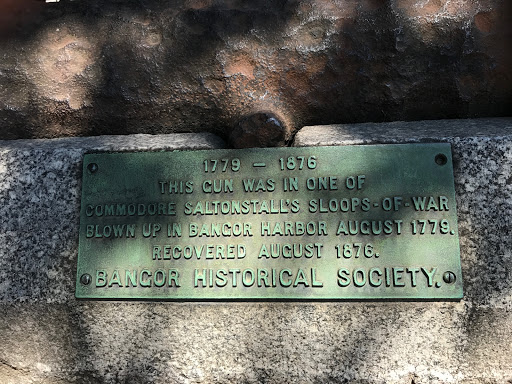 1779 — 1876
THIS GUN WAS IN ONE OF
COMMODORE SALTONSTALL'S SLOOPS-OF-WAR
BLOWN UP IN BANGOR HARBOR AUGUST 1779.
RECOVERED AUGUST 1876.
BANGOR HISTORICAL SOCIETY.